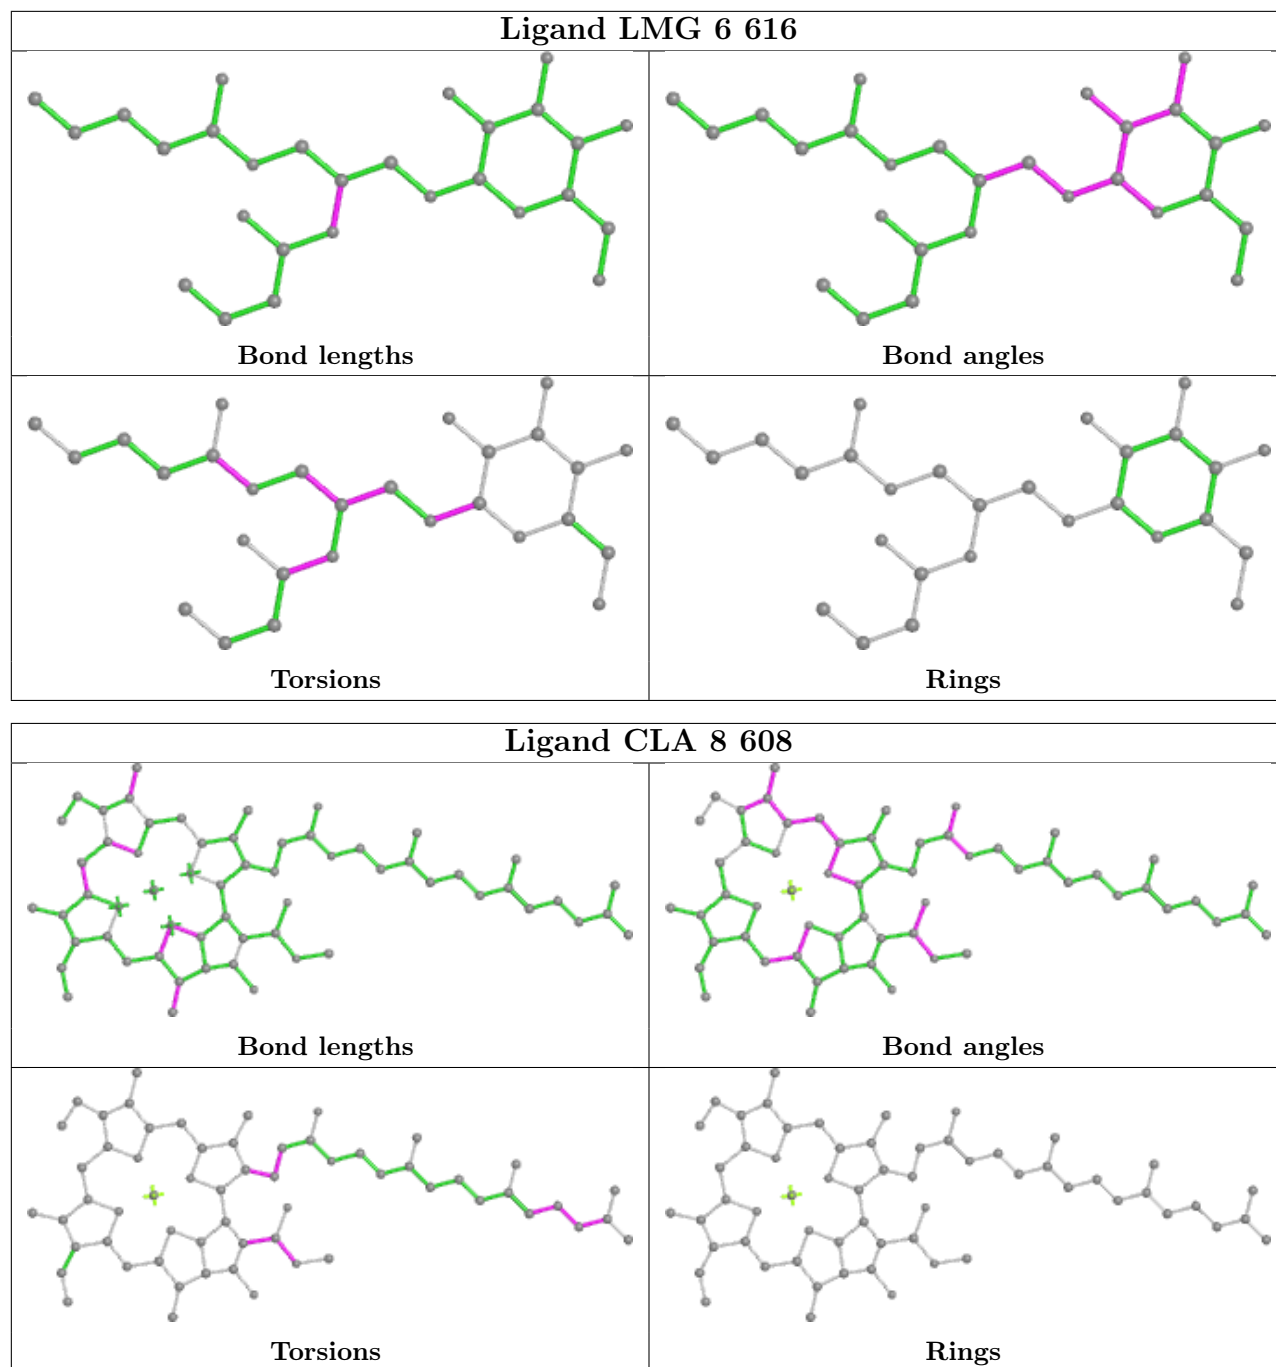 Ligand LMG 6 616
Bond lengths
Bond angles
Torsions
Rings
Ligand CLA 8 608
Bond lengths
Bond angles
Torsions
Rings